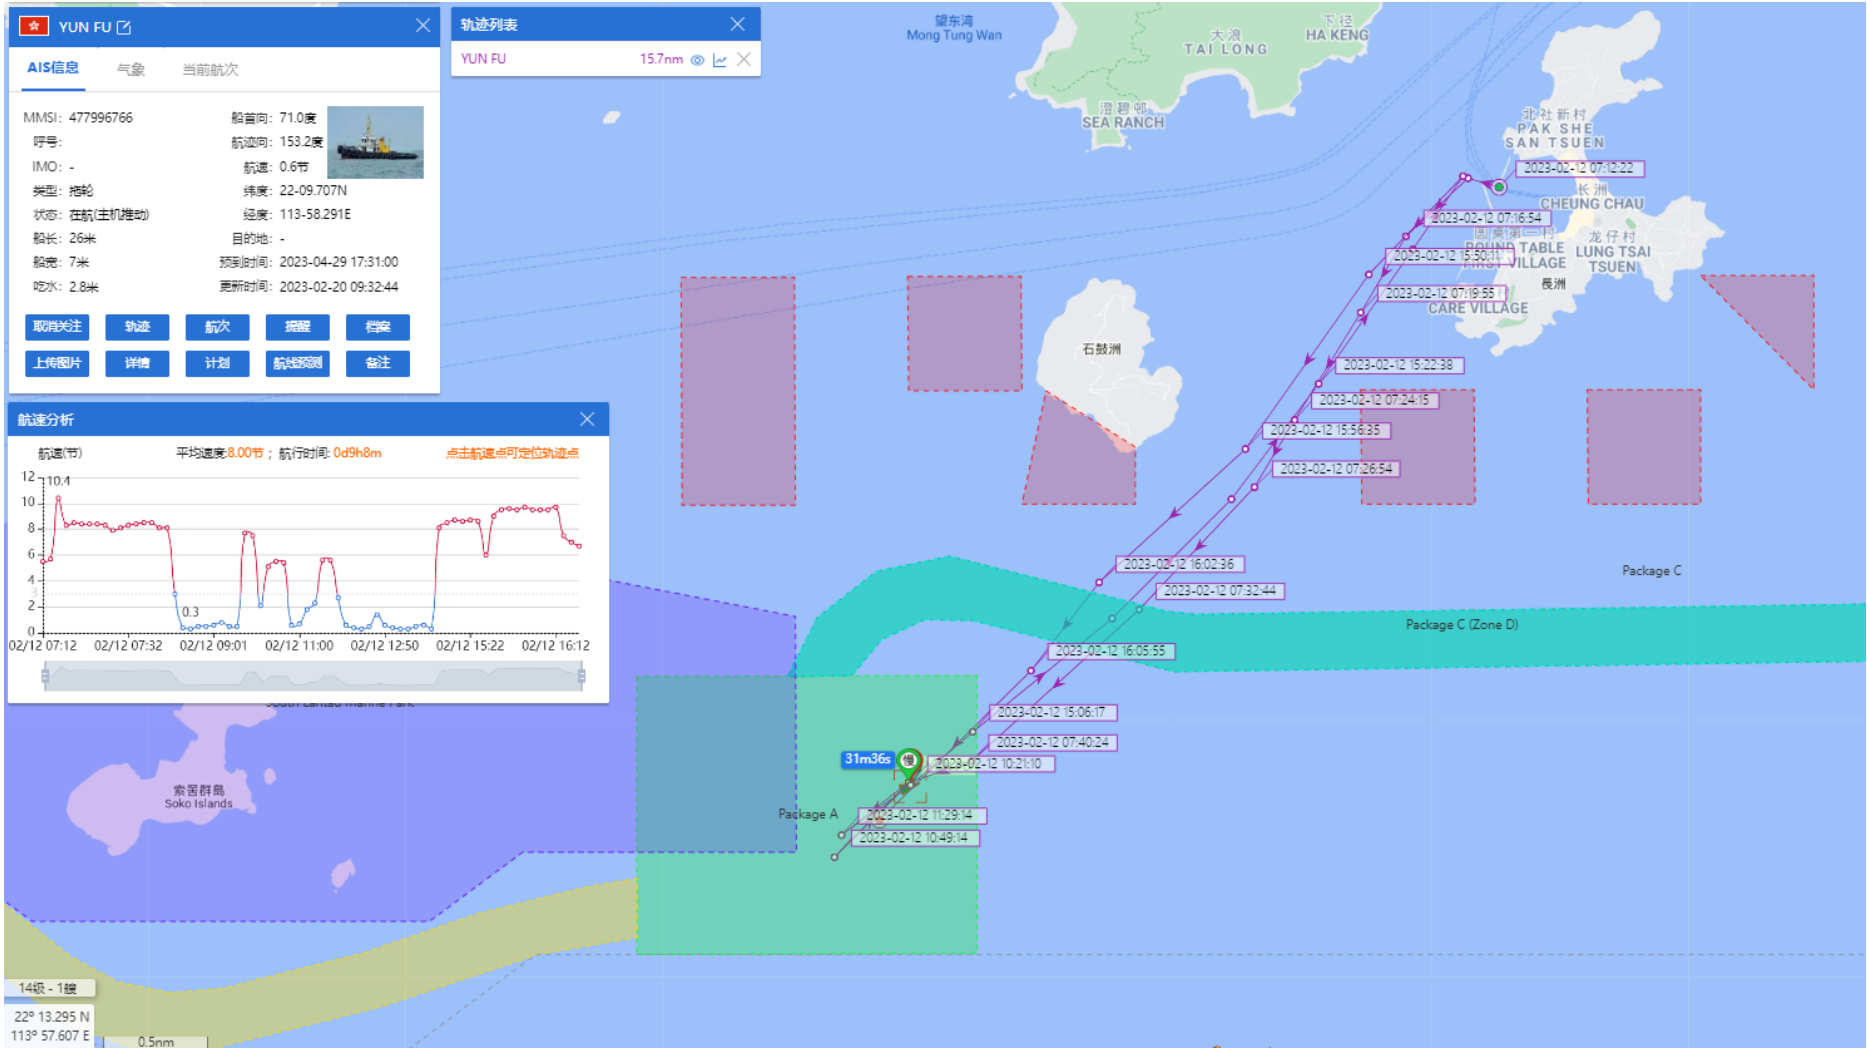 YUN FU
AIS信息
气象
当前航次
MMSI: 477996766
船首向: 71.0度
呼号:
航迹向: 153.2度
IMO: -
航速: 0.6节
类型: 拖轮
纬度: 22-09.707N
状态: 在航(主机推动)
经度: 113-58.291E
船长: 26米
目的地: -
船宽: 7米
预到时间: 2023-04-29 17:31:00
吃水: 2.8米
更新时间: 2023-02-20 09:32:44
取消关注
轨迹
航次
提醒
档案
上传图片
详情
计划
航线预测
备注
轨迹列表
YUN FU
15.7nm
航速分析
航速(节)
平均速度:8.00节 ; 航行时间: 0d9h8m
点击航速点可定位轨迹点
12
10
8
6
4
3
2
0
10.4
0.3
02/12 07:12
02/12 07:32
02/12 09:01
02/12 11:00
02/12 12:50
02/12 15:22
02/12 16:12
望东湾
Mong Tung Wan
大浪
TAI LONG
下径
HA KENG
澄碧邨
SEA RANCH
北社新村
PAK SHE
SAN TSUEN
2023-02-12 07:12:22
长洲
CHEUNG CHAU
2023-02-12 07:16:54
圆桌第一村
ROUND TABLE
FIRST VILLAGE
龙仔村
LUNG TSAI
TSUEN
2023-02-12 15:50:11
長洲
2023-02-12 07:19:55
CARE VILLAGE
石鼓洲
2023-02-12 15:22:38
2023-02-12 07:24:15
2023-02-12 15:56:35
2023-02-12 07:26:54
2023-02-12 16:02:36
Package C
2023-02-12 07:32:44
Package C (Zone D)
2023-02-12 16:05:55
South Lantau Marine Park
2023-02-12 15:06:17
2023-02-12 07:40:24
31m36s
慢
2023-02-12 10:21:10
索罟群島
Soko Islands
Package A
2023-02-12 11:29:14
2023-02-12 10:49:14
14级 - 1艘
22º 13.295 N
113º 57.607 E
0.5nm